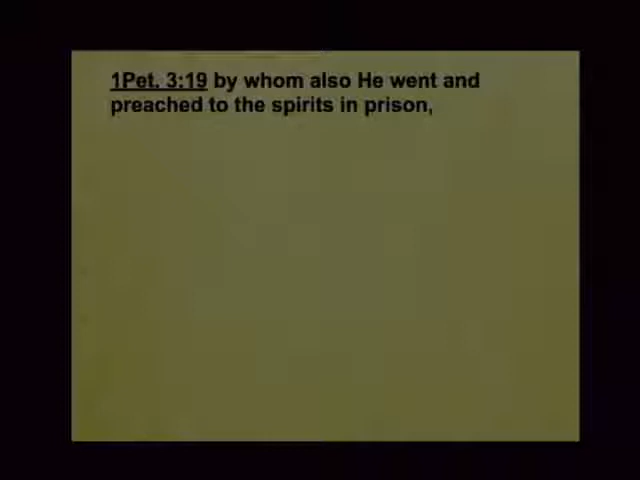 1Pet. 3:19 by whom also He went and
preached to the spirits in prison,